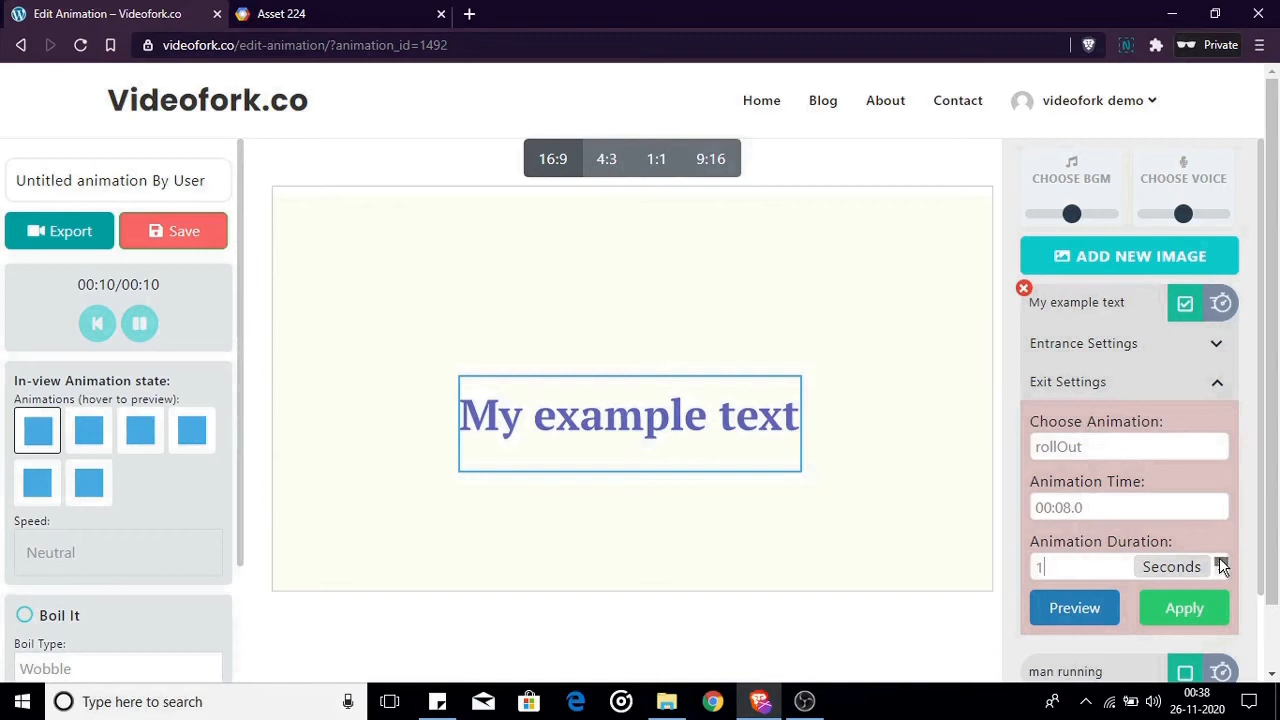 Edit Animation – Videofork.co
Asset 224
videofork.co/edit-animation/?animation_id=1492
Private
Videofork.co
Home
Blog
About
Contact
videofork demo
16:9
4:3
1:1
9:16
Untitled animation By User
Export
Save
00:10/00:10
In-view Animation state:
Animations (hover to preview):
Speed:
Neutral
Boil It
Boil Type:
Wobble
My example text
CHOOSE BGM
CHOOSE VOICE
ADD NEW IMAGE
My example text
Entrance Settings
Exit Settings
Choose Animation:
rollOut
Animation Time:
00:08.0
Animation Duration:
1
Seconds
Preview
Apply
man running
Type here to search
00:38
26-11-2020